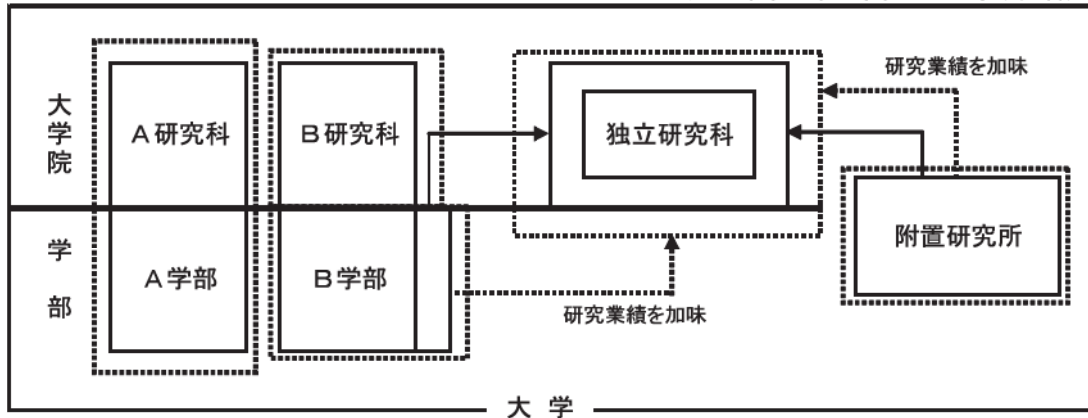 研究業績を加味
大学院
A研究科
B研究科
独立研究科
附置研究所
学部
A学部
B学部
研究業績を加味
大学